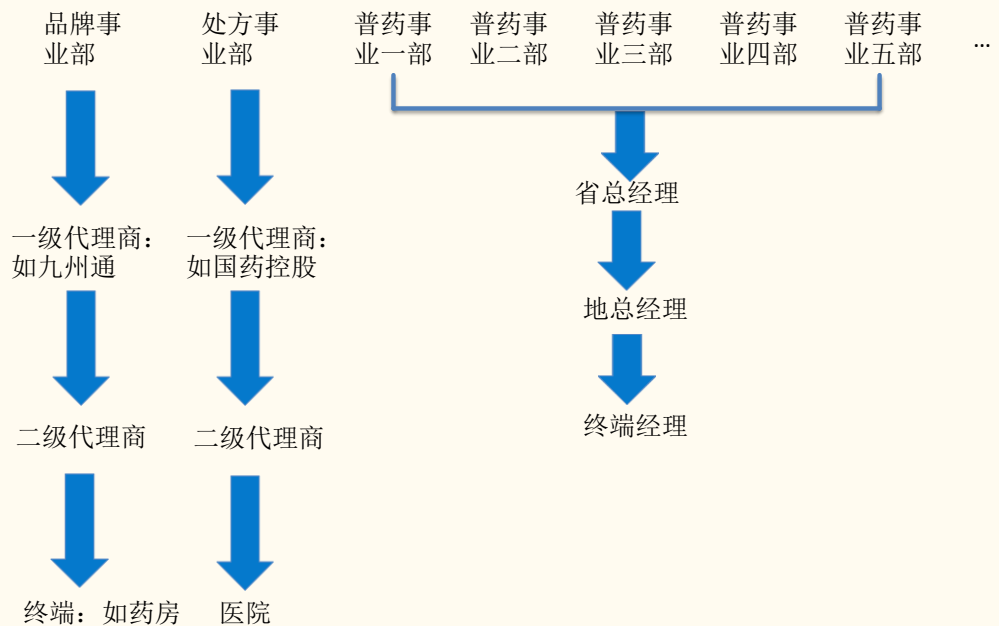 品牌事
业部
处方事
业部
普药事
业一部
普药事
业二部
普药事
业三部
普药事
业四部
普药事
业五部
...
省总经理
一级代理商：
如九州通
一级代理商：
如国药控股
地总经理
终端经理
二级代理商
二级代理商
终端：如药房
医院